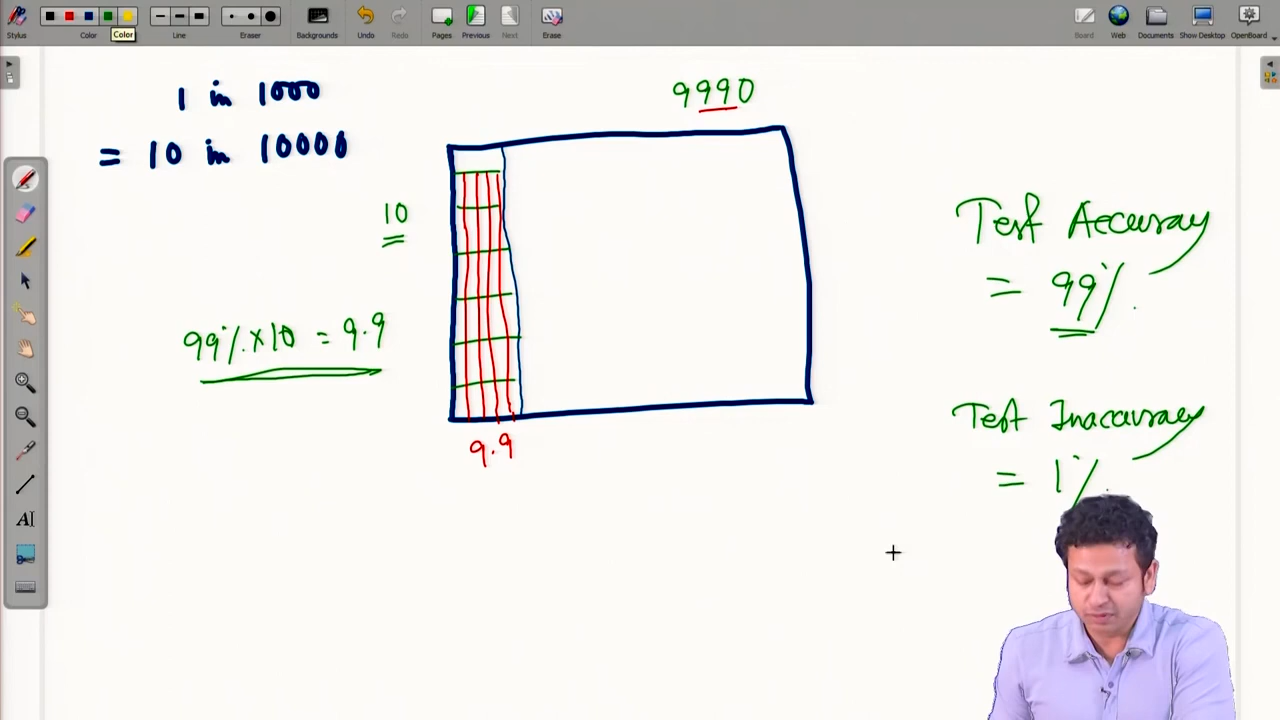 Stylus
Color
Color
Line
Eraser
Backgrounds
Undo
Redo
Pages
Previous
Next
Erase
Board
Web
Documents
Show Desktop
OpenBoard
1 in 1000
= 10 in 10000
9990
10
99% × 10 = 9.9
9.9
Test Accuracy
= 99%
Test Inaccuracy
= 1%
AI